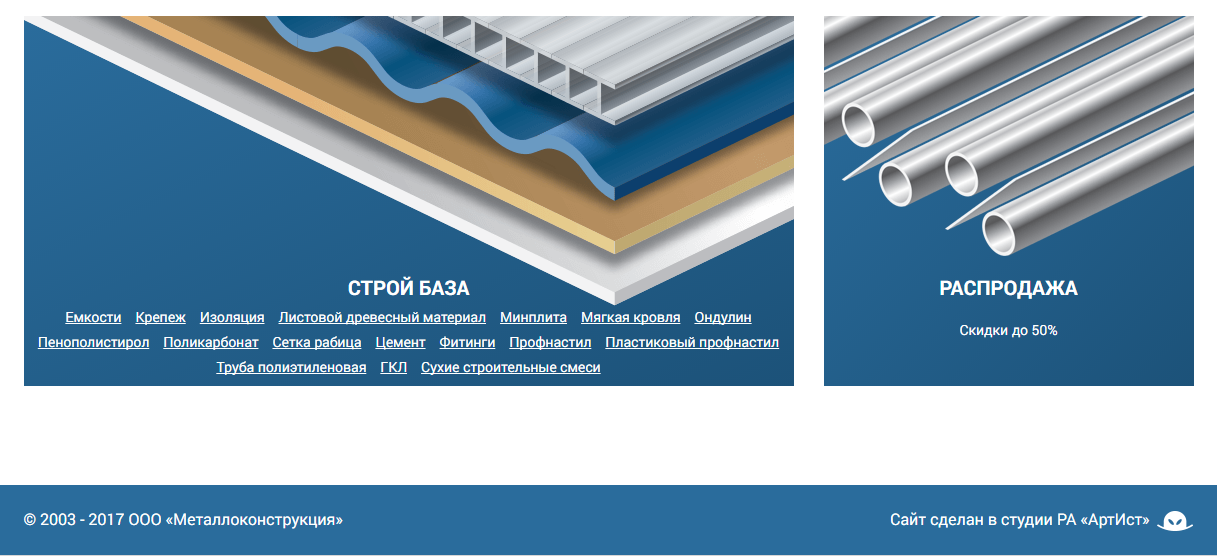 СТРОЙ БАЗА
Емкости Крепеж Изоляция Листовой древесный материал Минплита Мягкая кровля Ондулин
Пенополистирол Поликарбонат Сетка рабица Цемент Фитинги Профнастил Пластиковый профнастил
Труба полиэтиленовая ГКЛ Сухие строительные смеси
РАСПРОДАЖА
Скидки до 50%
© 2003 - 2017 ООО «Металлоконструкция»
Сайт сделан в студии РА «АртИст»